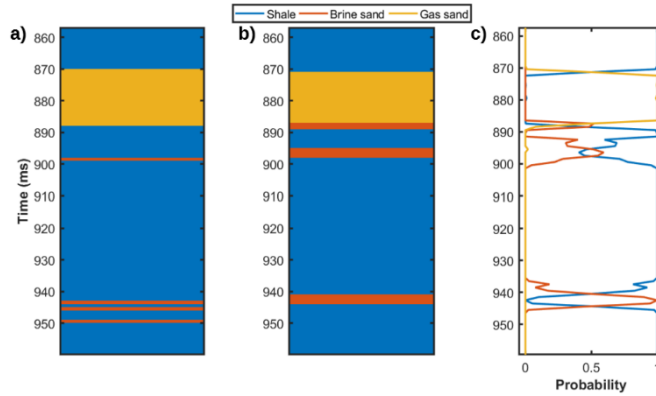 Shale Brine sand Gas sand
a) b) c)
860 860 860
870 870 870
880 880 880
890 890 890
900 900 900
910 910 910
920 920 920
930 930 930
940 940 940
950 950 950
Time (ms)
0 0.5 1
Probability